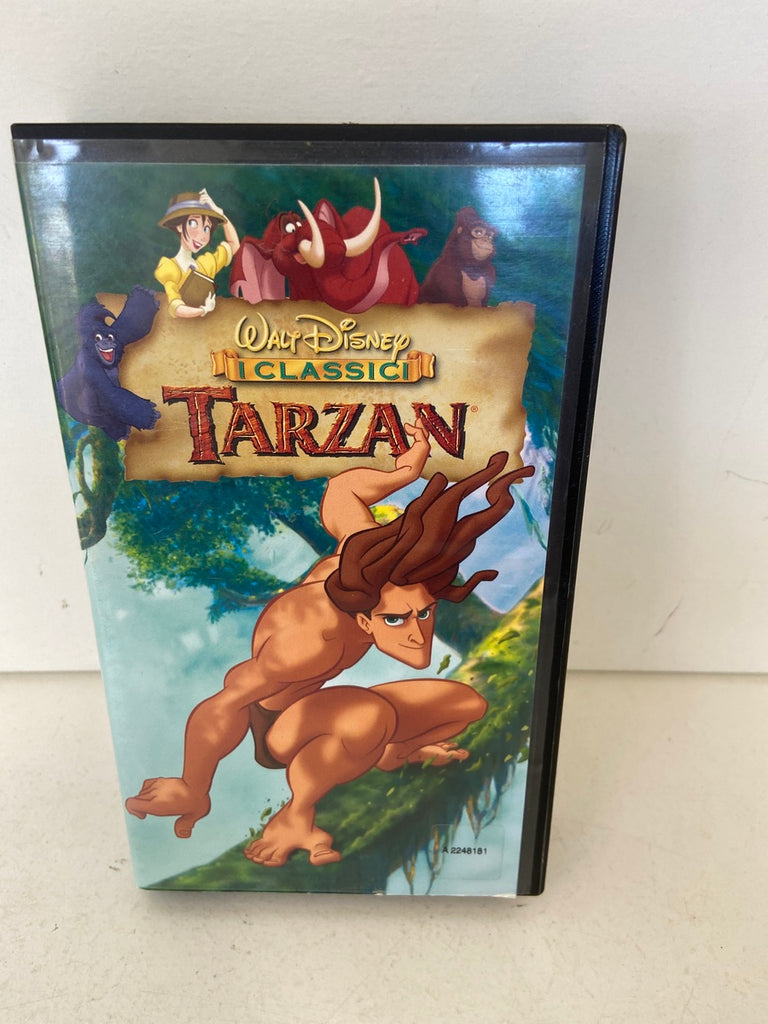 WALT DISNEY
I CLASSICI
TARZAN®
A 2248181